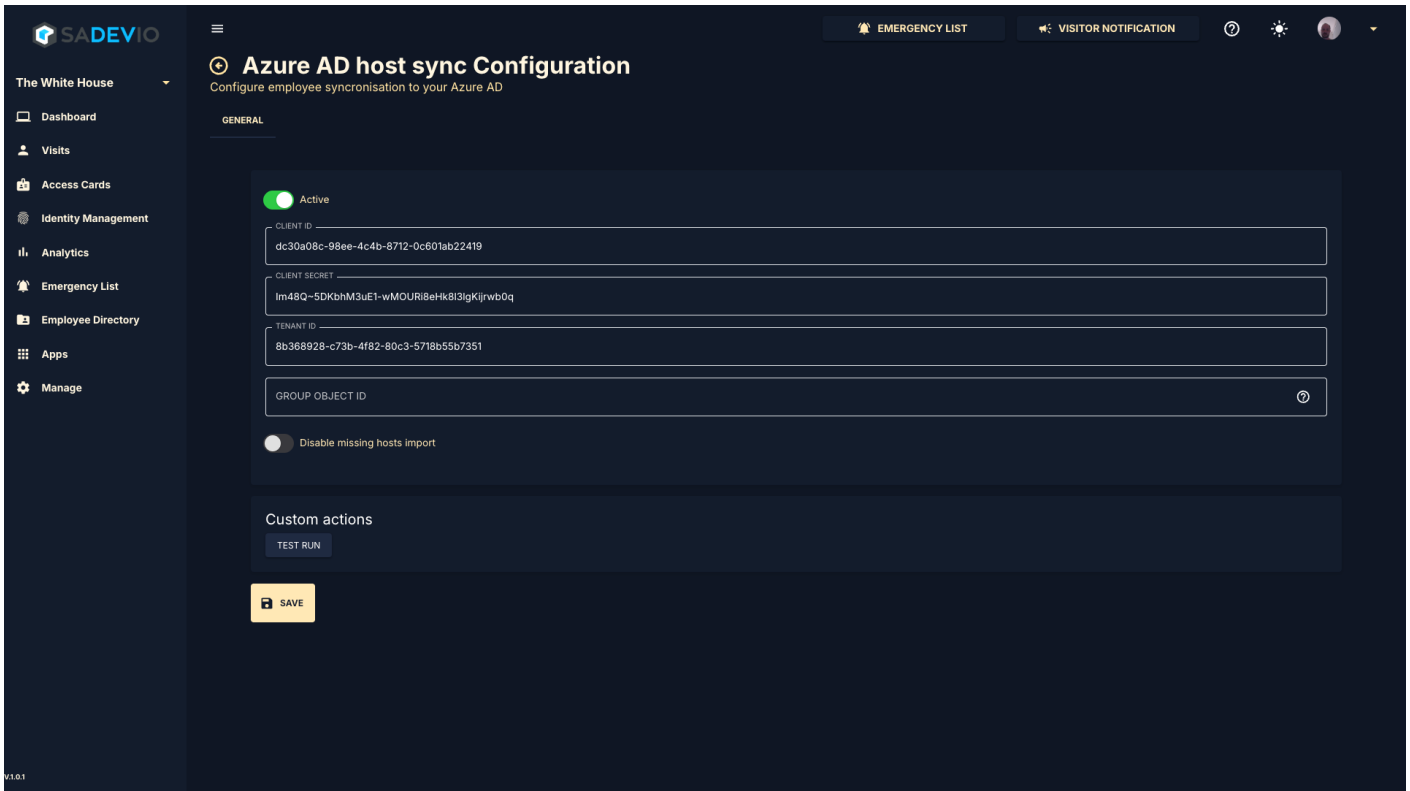 SADEVIO
EMERGENCY LIST
VISITOR NOTIFICATION
The White House
Dashboard
Visits
Access Cards
Identity Management
Analytics
Emergency List
Employee Directory
Apps
Manage
V.1.0.1
Azure AD host sync Configuration
Configure employee syncronisation to your Azure AD
GENERAL
Active
CLIENT ID
dc30a08c-98ee-4c4b-8712-0c601ab22419
CLIENT SECRET
Im48Q~5DKbhM3uE1-wMOURi8eHk8l3lgKijrwb0q
TENANT ID
8b368928-c73b-4f82-80c3-5718b55b7351
GROUP OBJECT ID
Disable missing hosts import
Custom actions
TEST RUN
SAVE